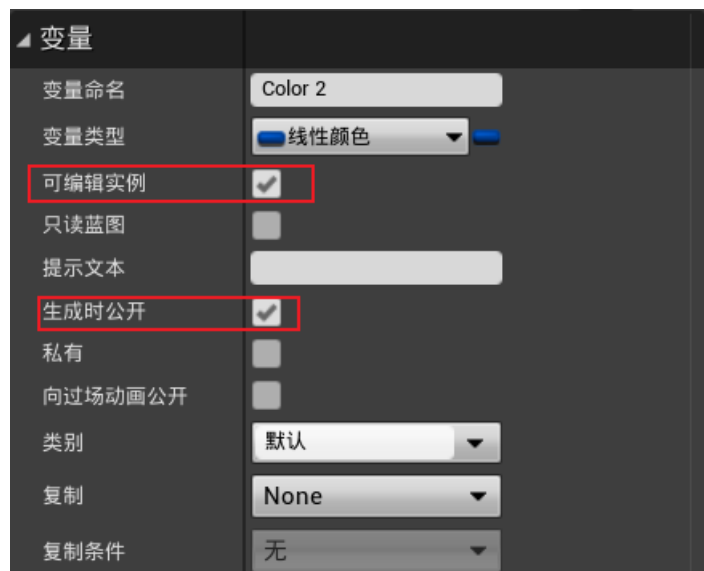 变量
变量命名 Color 2
变量类型 线性颜色
可编辑实例
只读蓝图
提示文本
生成时公开
私有
向过场动画公开
类别 默认
复制 None
复制条件 无